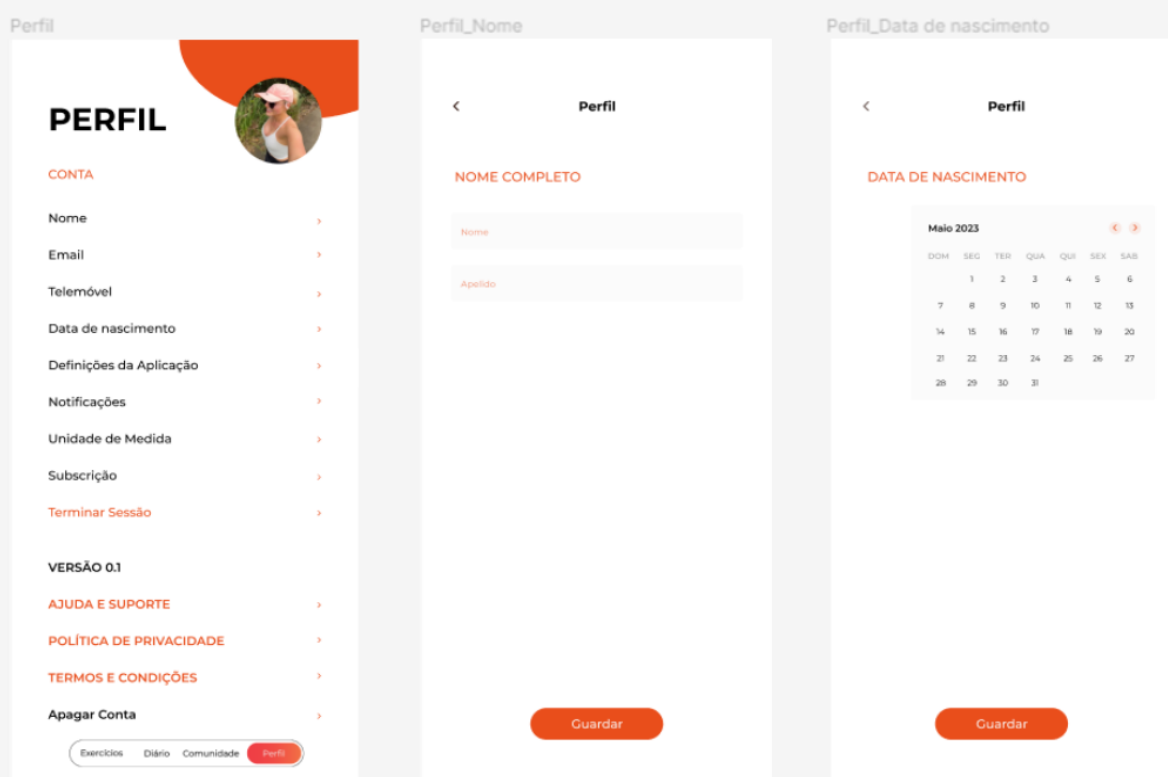 Perfil
PERFIL
CONTA
Nome
Email
Telemóvel
Data de nascimento
Definições da Aplicação
Notificações
Unidade de Medida
Subscrição
Terminar Sessão
VERSÃO 0.1
AJUDA E SUPORTE
POLÍTICA DE PRIVACIDADE
TERMOS E CONDIÇÕES
Apagar Conta
Exercícios Diário Comunidade Perfil
Perfil_Nome
Perfil
NOME COMPLETO
Nome
Apelido
Guardar
Perfil_Data de nascimento
Perfil
DATA DE NASCIMENTO
Maio 2023
DOM SEG TER QUA QUI SEX SAB
1 2 3 4 5 6
7 8 9 10 11 12 13
14 15 16 17 18 19 20
21 22 23 24 25 26 27
28 29 30 31
Guardar